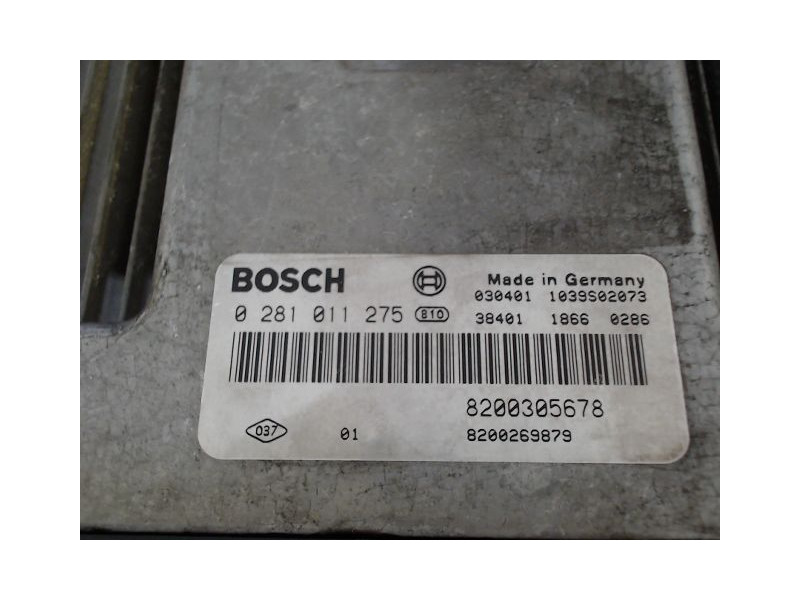 BOSCH
Made in Germany
030401 1039S02073
0 281 011 275 810
38401 1866 0286
8200305678
037 01 8200269879